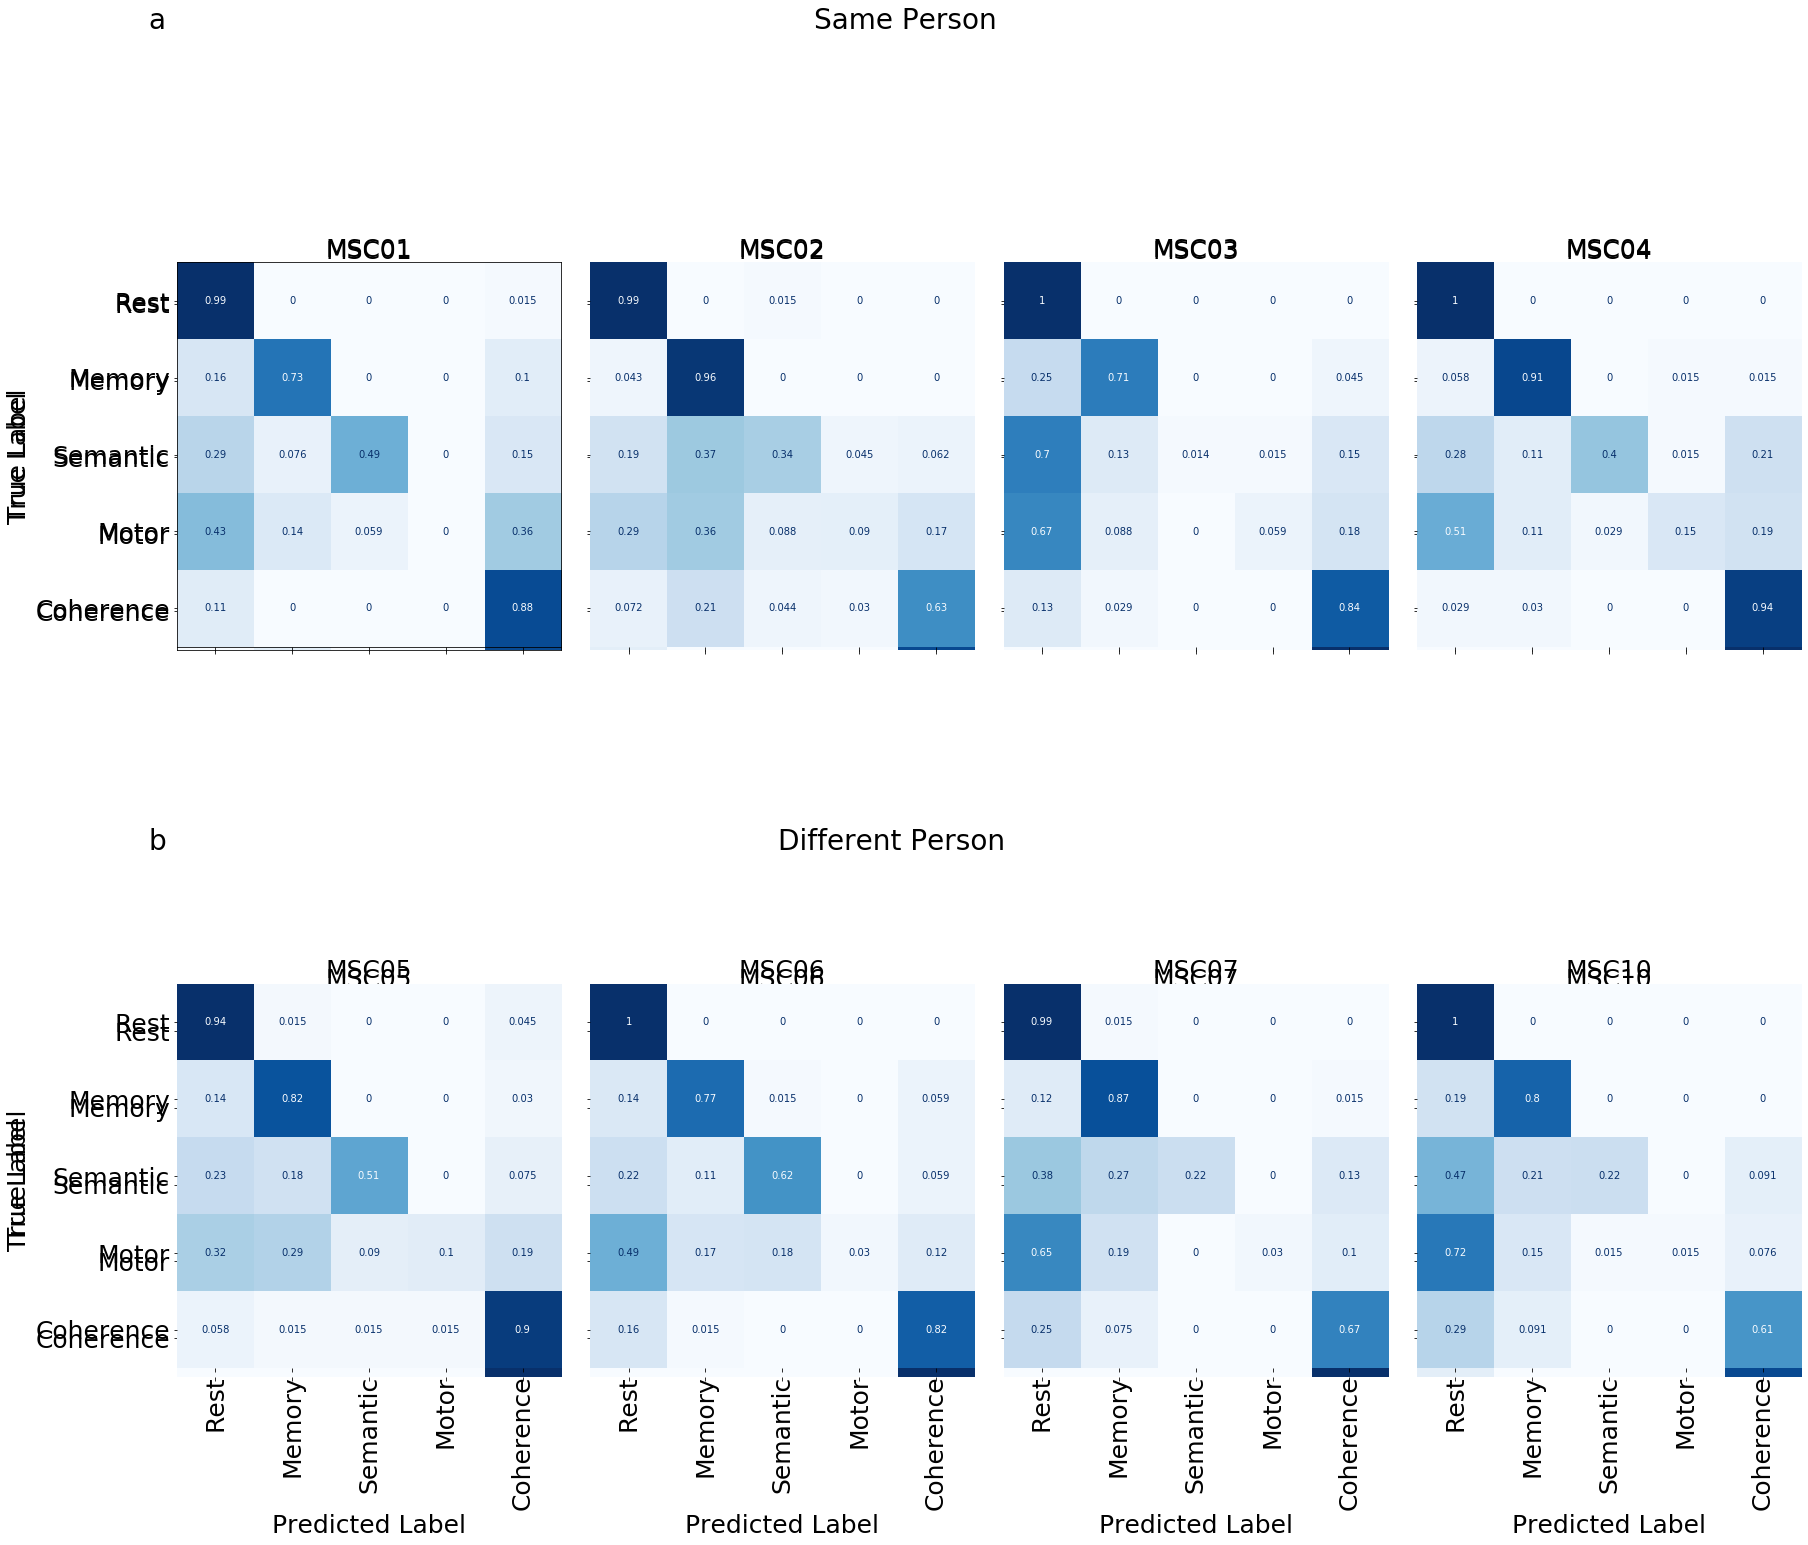 a Same Person
MSC01 MSC02 MSC03 MSC04
True Label
Rest 0.99 0 0 0 0.015 0.99 0 0.015 0 0 1 0 0 0 0 1 0 0 0 0
Memory 0.16 0.73 0 0 0.1 0.043 0.96 0 0 0 0.25 0.71 0 0 0.045 0.058 0.91 0 0.015 0.015
Semantic 0.29 0.076 0.49 0 0.15 0.19 0.37 0.34 0.045 0.062 0.7 0.13 0.014 0.015 0.15 0.28 0.11 0.4 0.015 0.21
Motor 0.43 0.14 0.059 0 0.36 0.29 0.36 0.088 0.09 0.17 0.67 0.088 0 0.059 0.18 0.51 0.11 0.029 0.15 0.19
Coherence 0.11 0 0 0 0.88 0.072 0.21 0.044 0.03 0.63 0.13 0.029 0 0 0.84 0.029 0.03 0 0 0.94
b Different Person
MSC05 MSC06 MSC07 MSC10
True Label
Rest 0.94 0.015 0 0 0.045 1 0 0 0 0 0.99 0.015 0 0 0 1 0 0 0 0
Memory 0.14 0.82 0 0 0.03 0.14 0.77 0.015 0 0.059 0.12 0.87 0 0 0.015 0.19 0.8 0 0 0
Semantic 0.23 0.18 0.51 0 0.075 0.22 0.11 0.62 0 0.059 0.38 0.27 0.22 0 0.13 0.47 0.21 0.22 0 0.091
Motor 0.32 0.29 0.09 0.1 0.19 0.49 0.17 0.18 0.03 0.12 0.65 0.19 0 0.03 0.1 0.72 0.15 0.015 0.015 0.076
Coherence 0.058 0.015 0.015 0.015 0.9 0.16 0.015 0 0 0.82 0.25 0.075 0 0 0.67 0.29 0.091 0 0 0.61
Rest Memory Semantic Motor Coherence Rest Memory Semantic Motor Coherence Rest Memory Semantic Motor Coherence Rest Memory Semantic Motor Coherence
Predicted Label Predicted Label Predicted Label Predicted Label